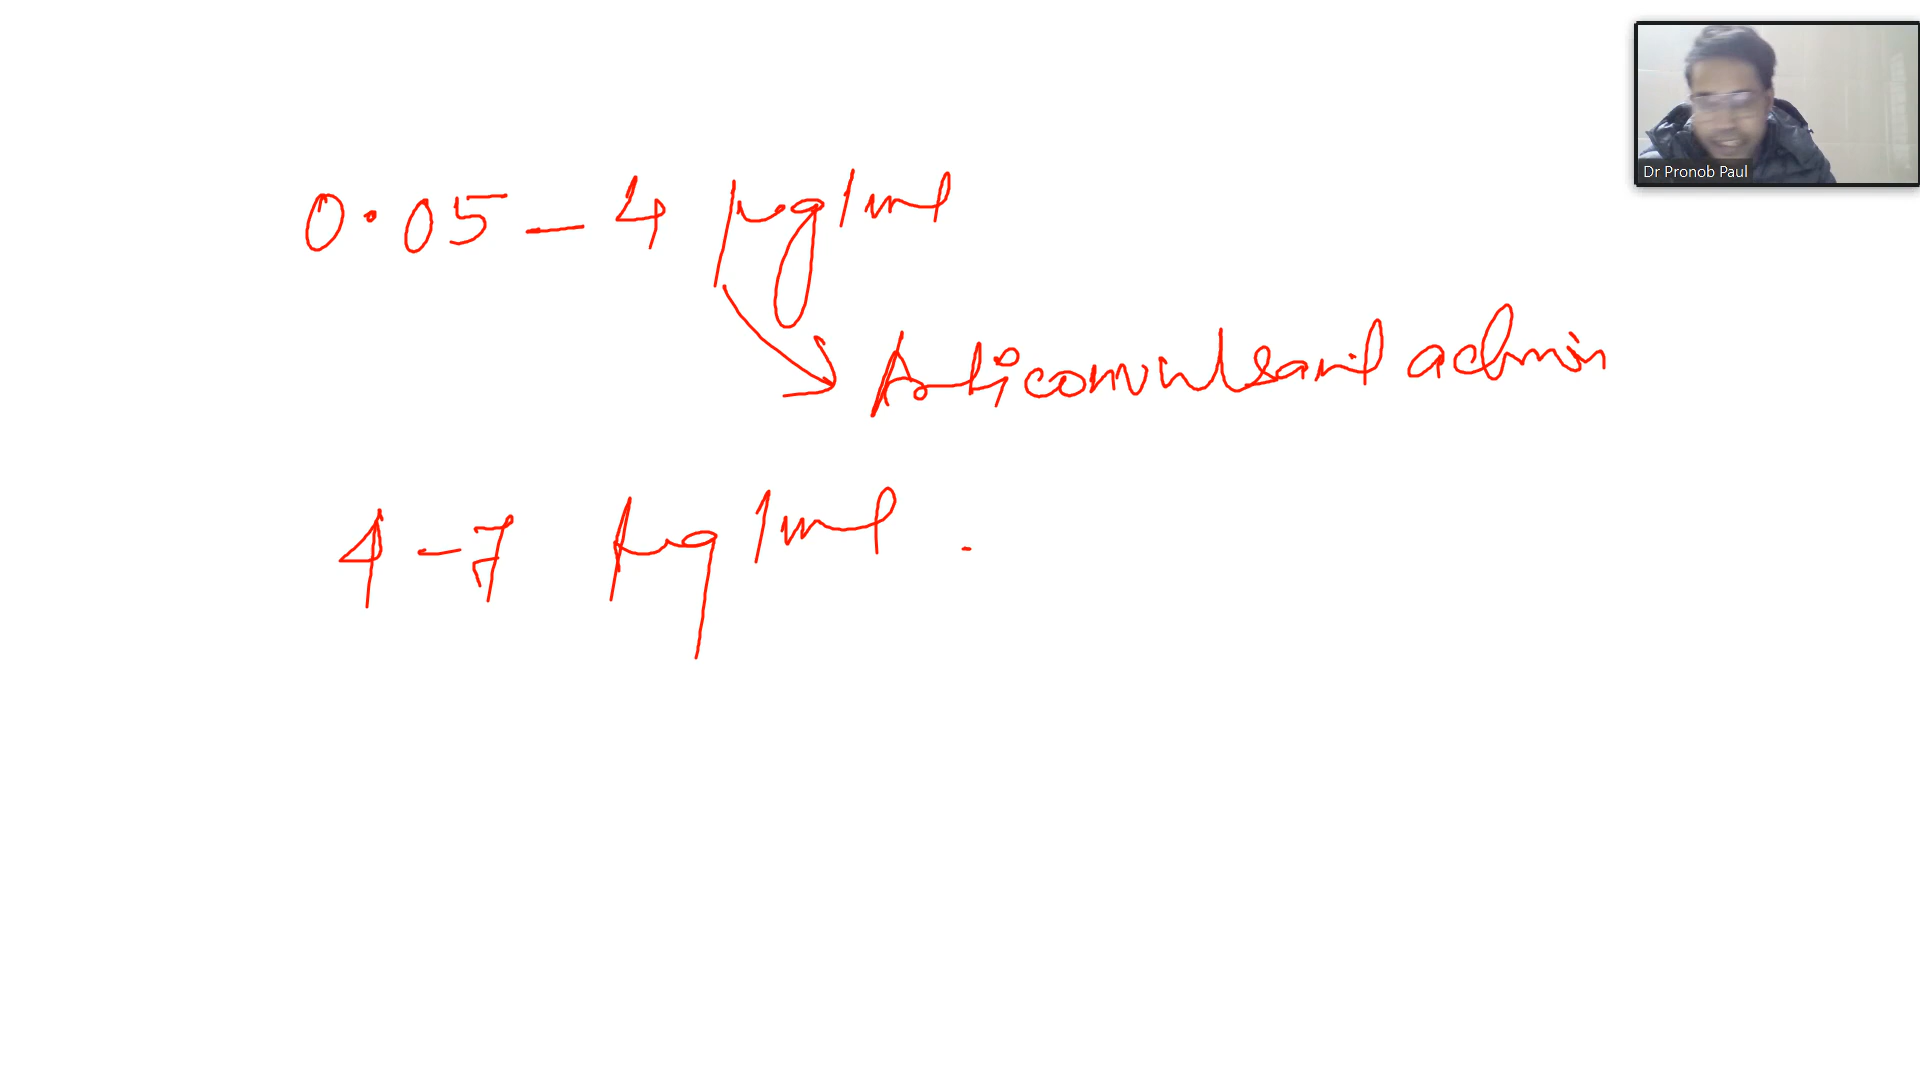 Dr Pronob Paul
0.05 - 4 μg/ml
Anticonvulsant admin
4-7 μg/ml